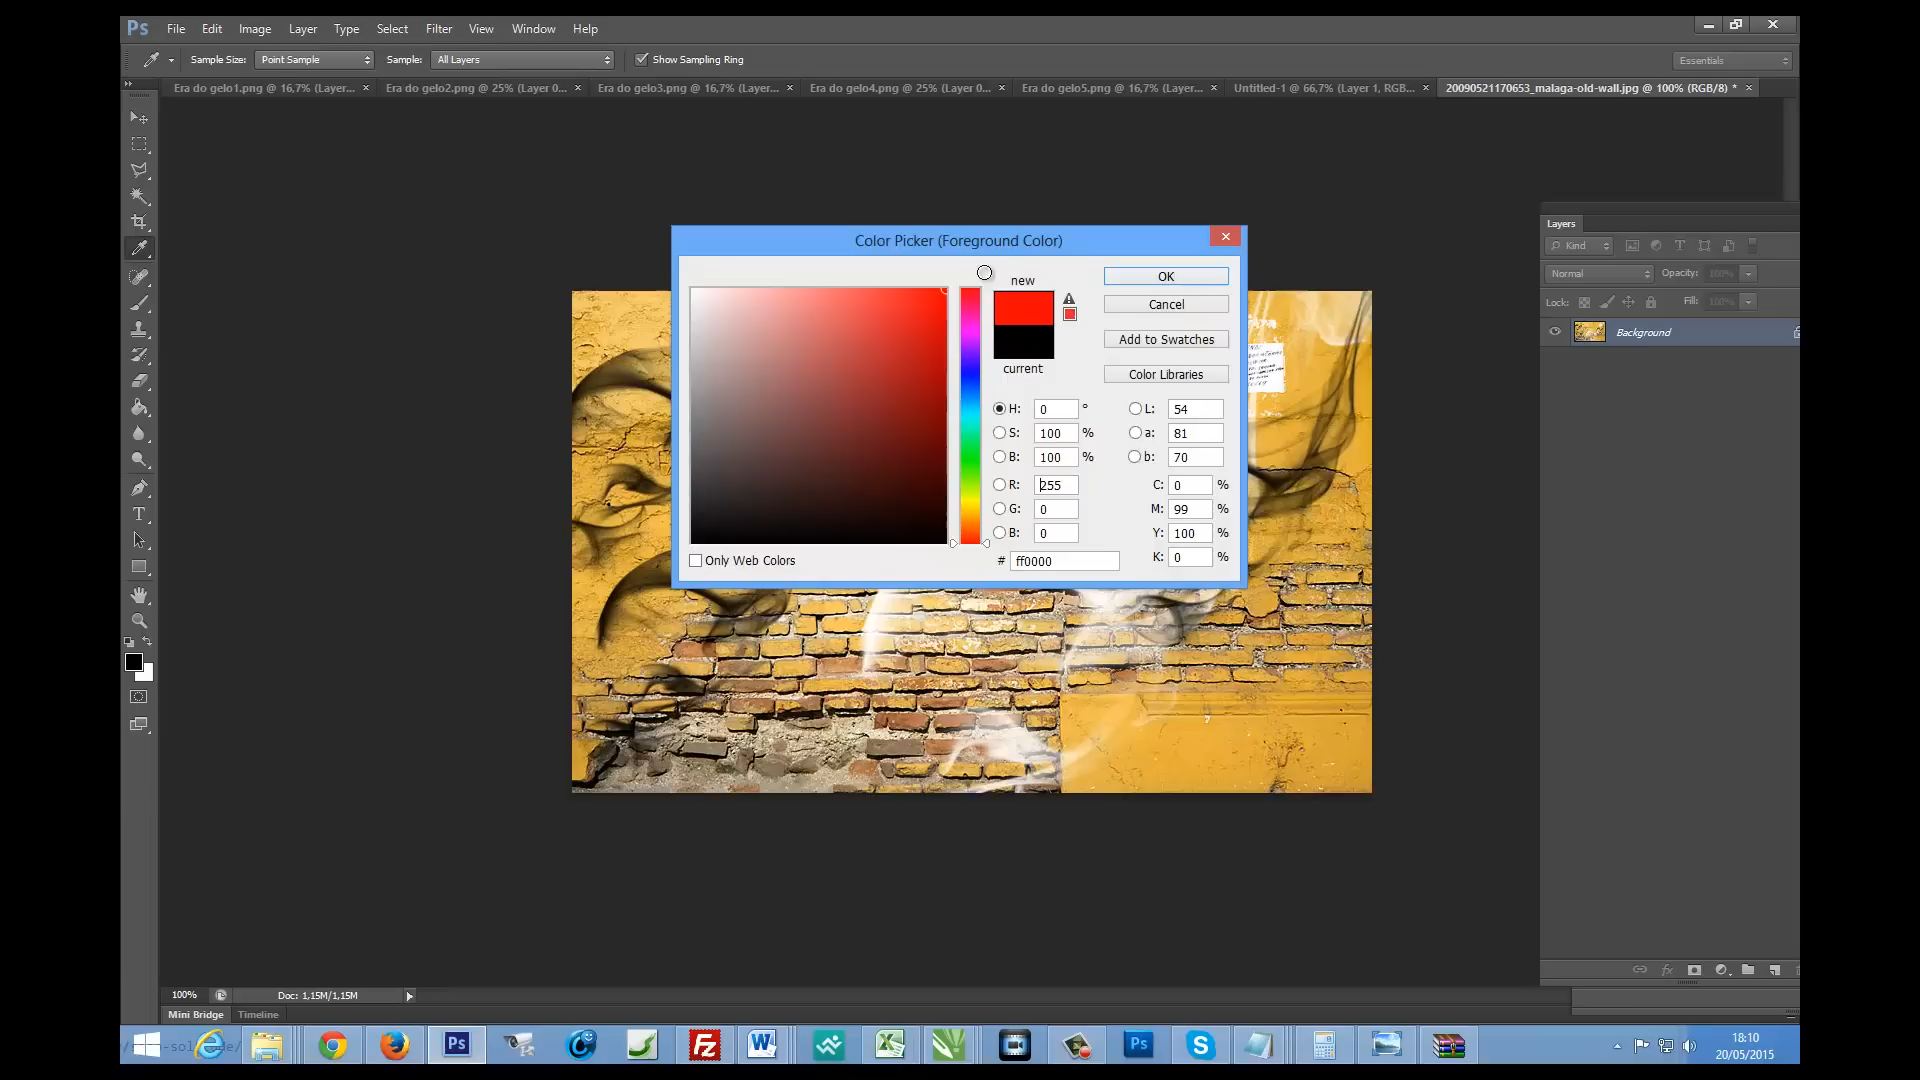 Ps File Edit Image Layer Type Select Filter View Window Help
Sample Size: Point Sample Sample: All Layers Show Sampling Ring Essentials
Era do gelo1.png @ 16,7% (Layer... × Era do gelo2.png @ 25% (Layer 0... × Era do gelo3.png @ 16,7% (Layer... × Era do gelo4.png @ 25% (Layer 0... × Era do gelo5.png @ 16,7% (Layer... × Untitled-1 @ 66,7% (Layer 1, RGB... × 20090521170653_malaga-old-wall.jpg @ 100% (RGB/8) * ×
Color Picker (Foreground Color)
new
OK
Cancel
Add to Swatches
current
Color Libraries
H: 0 ° L: 54
S: 100 % a: 81
B: 100 % b: 70
R: 255 C: 0 %
G: 0 M: 99 %
B: 0 Y: 100 %
Only Web Colors # ff0000 K: 0 %
Layers
Kind
Normal Opacity: 100%
Lock: Fill: 100%
Background
100% Doc: 1,15M/1,15M
Mini Bridge Timeline
18:10
20/05/2015